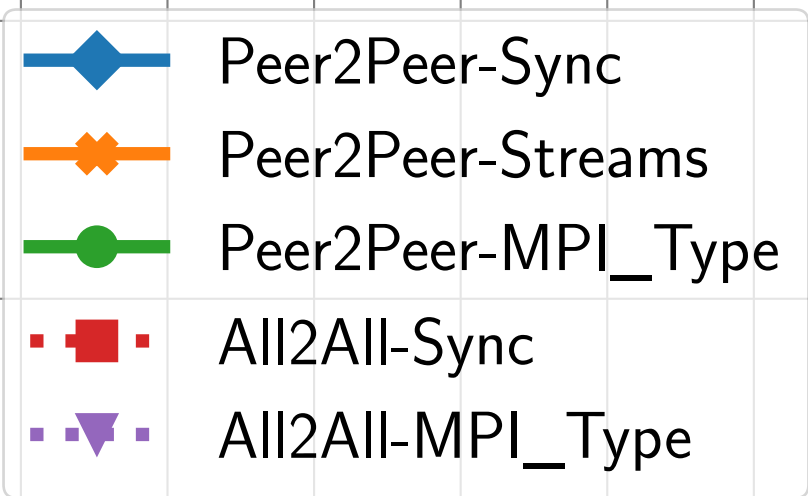 Peer2Peer-Sync
Peer2Peer-Streams
Peer2Peer-MPI_Type
All2All-Sync
All2All-MPI_Type